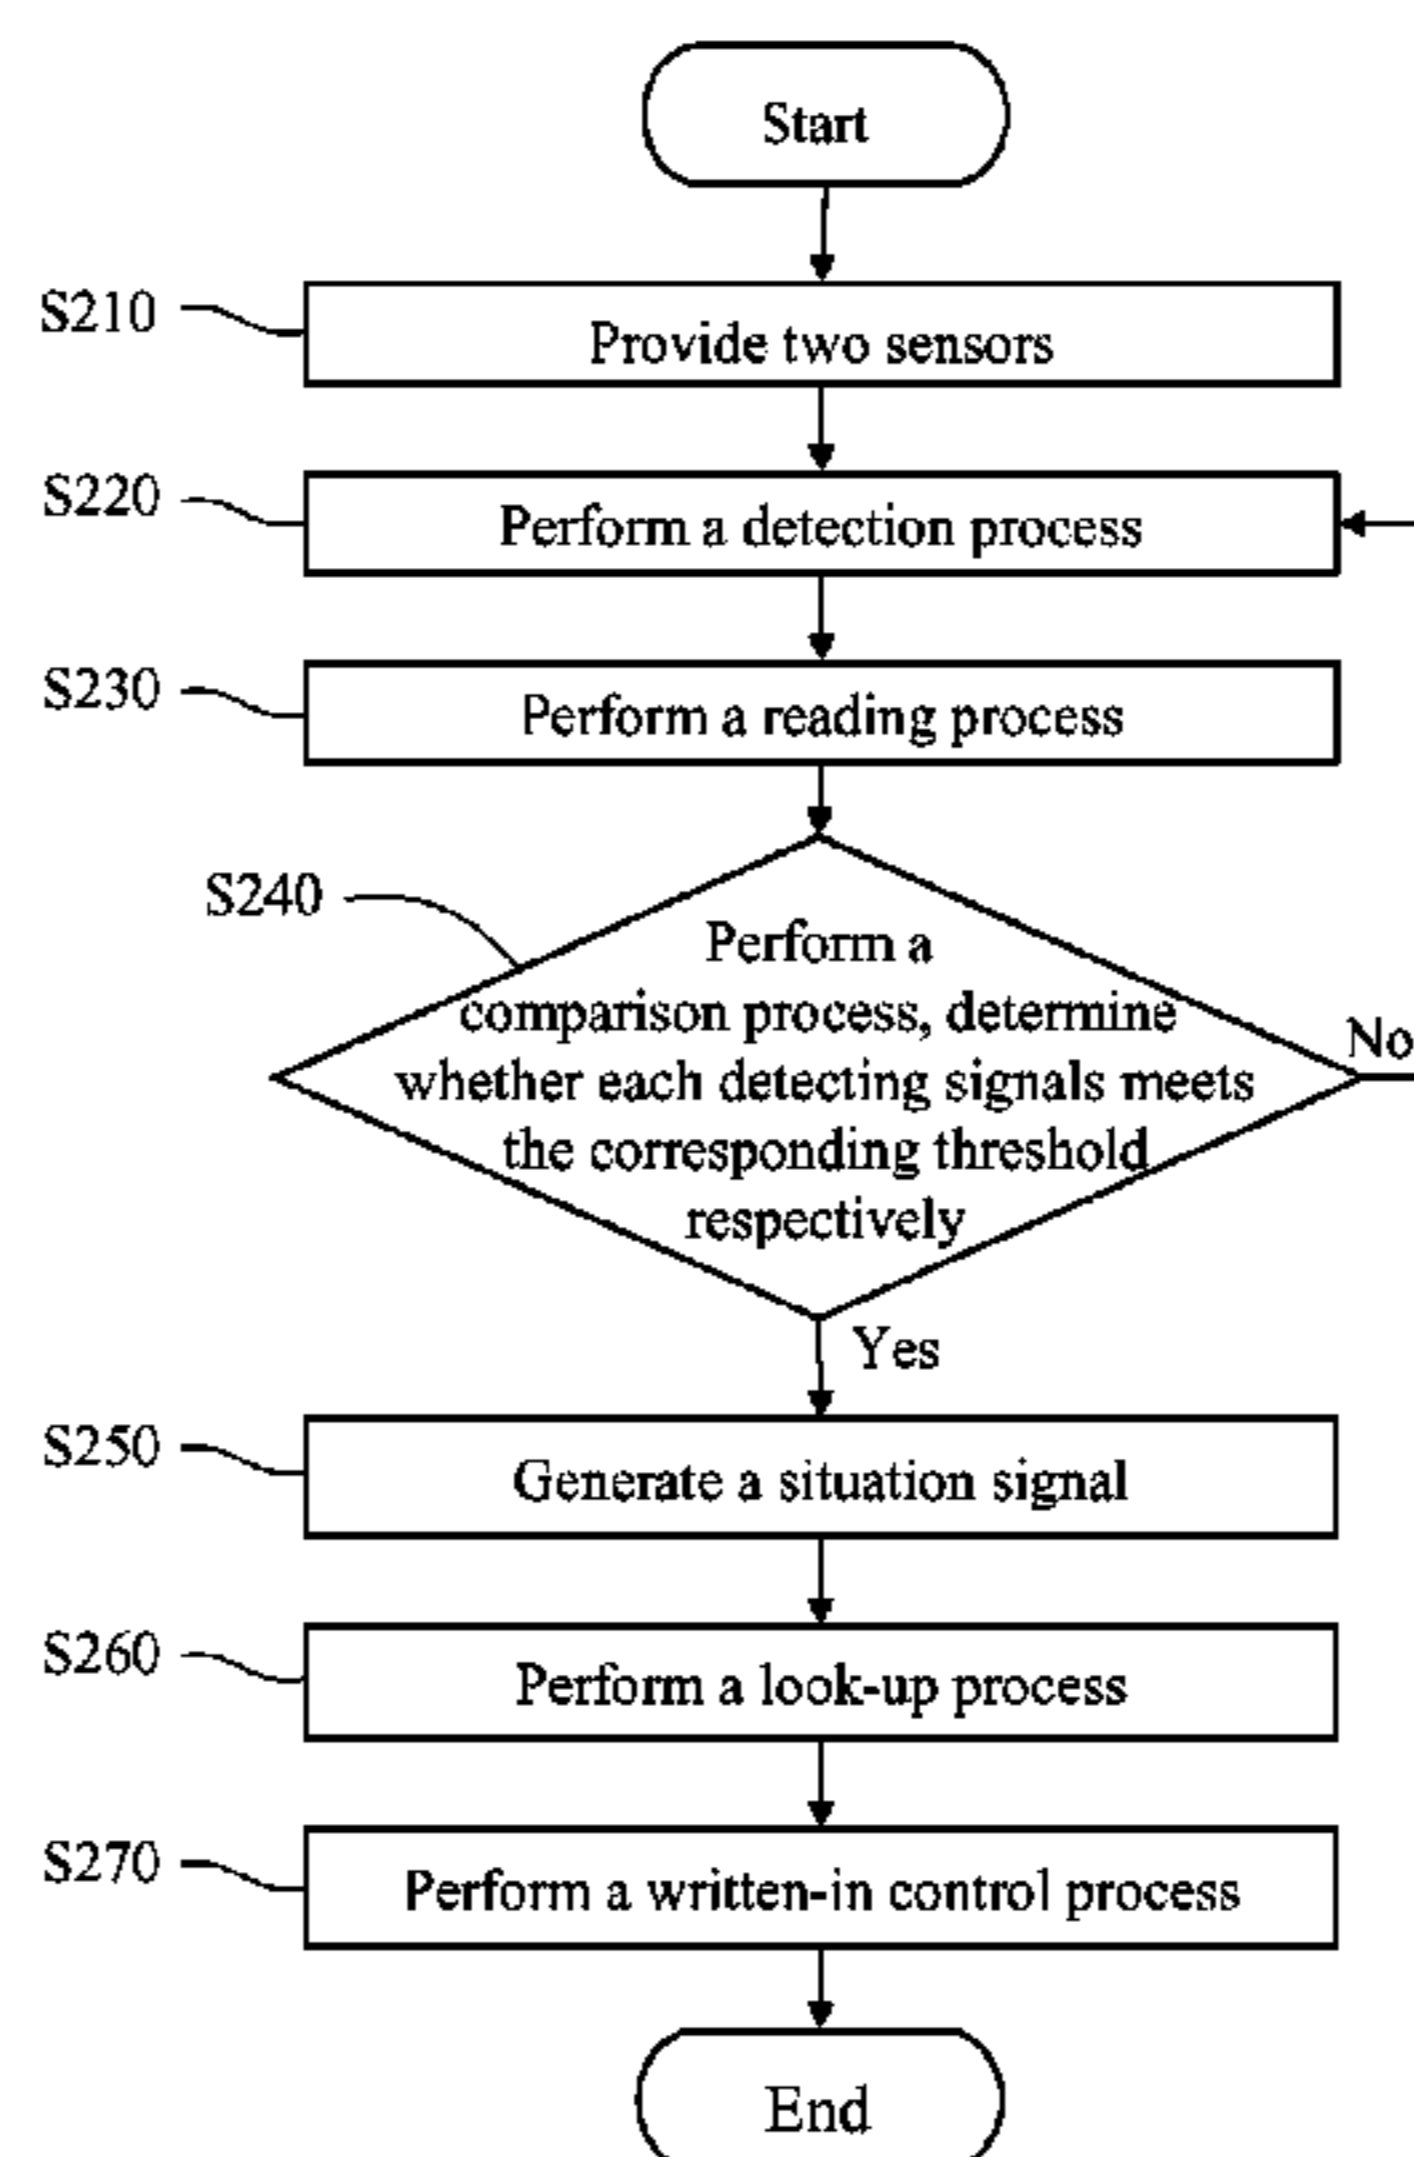 Start
S210
Provide two sensors
S220
Perform a detection process
S230
Perform a reading process
S240
Perform a
comparison process, determine
whether each detecting signals meets
the corresponding threshold
respectively
No
Yes
S250
Generate a situation signal
S260
Perform a look-up process
S270
Perform a written-in control process
End